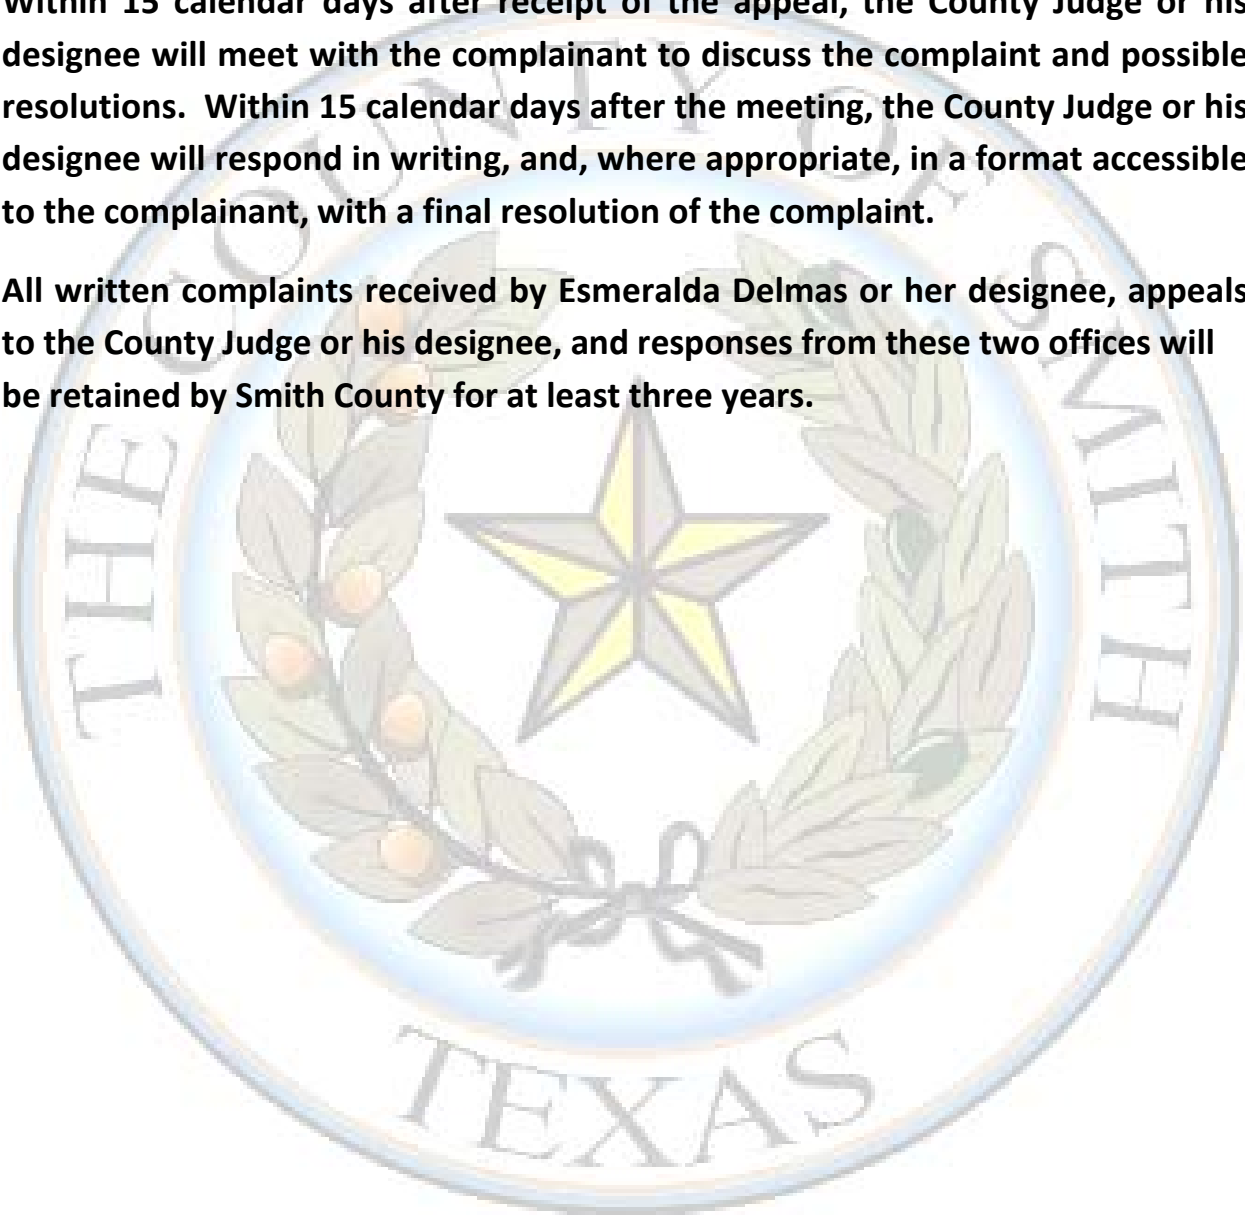 Within 15 calendar days after receipt of the appeal, the County Judge or his
designee will meet with the complainant to discuss the complaint and possible
resolutions.  Within 15 calendar days after the meeting, the County Judge or his
designee will respond in writing, and, where appropriate, in a format accessible
to the complainant, with a final resolution of the complaint.
All written complaints received by Esmeralda Delmas or her designee, appeals
to the County Judge or his designee, and responses from these two offices will
be retained by Smith County for at least three years.
THE COUNTY OF SMITH
TEXAS